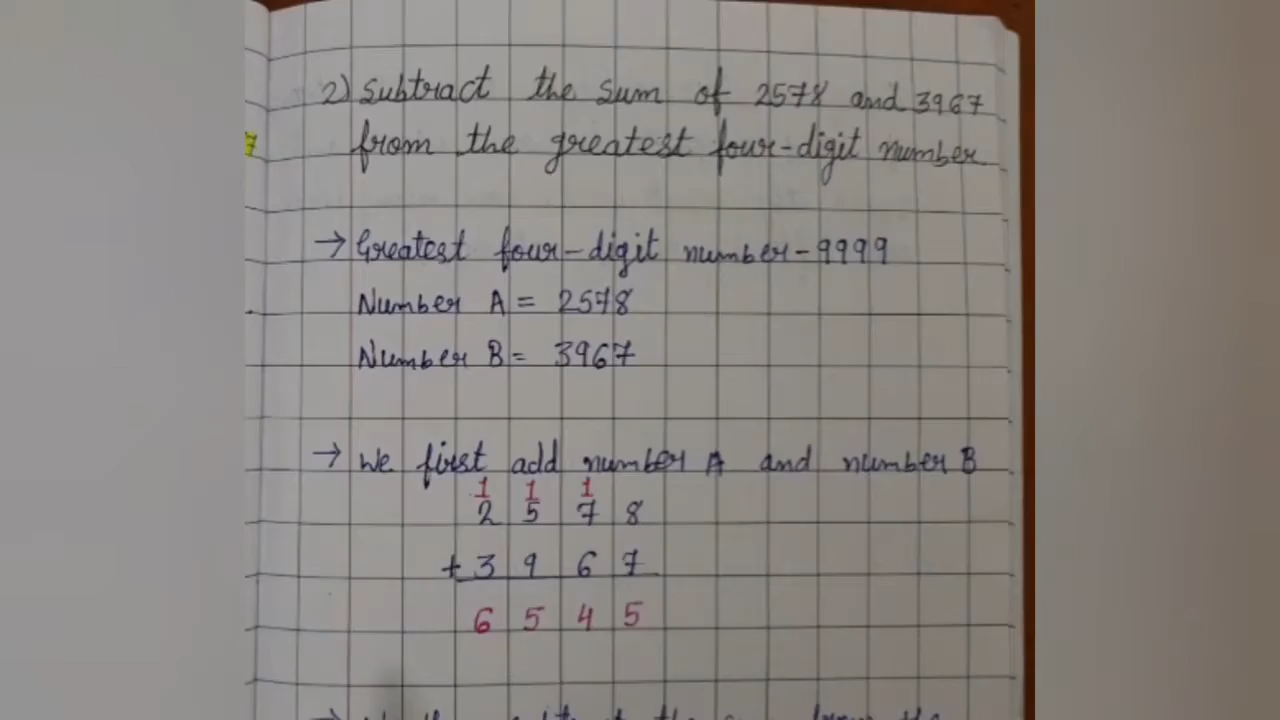 2) Subtract the sum of 2578 and 3967
from the greatest four-digit number
7
→ Greatest four-digit number - 9999
Number A = 2578
Number B = 3967
→ We first add number A and number B
1 1 1
2 5 7 8
+ 3 9 6 7
6 5 4 5